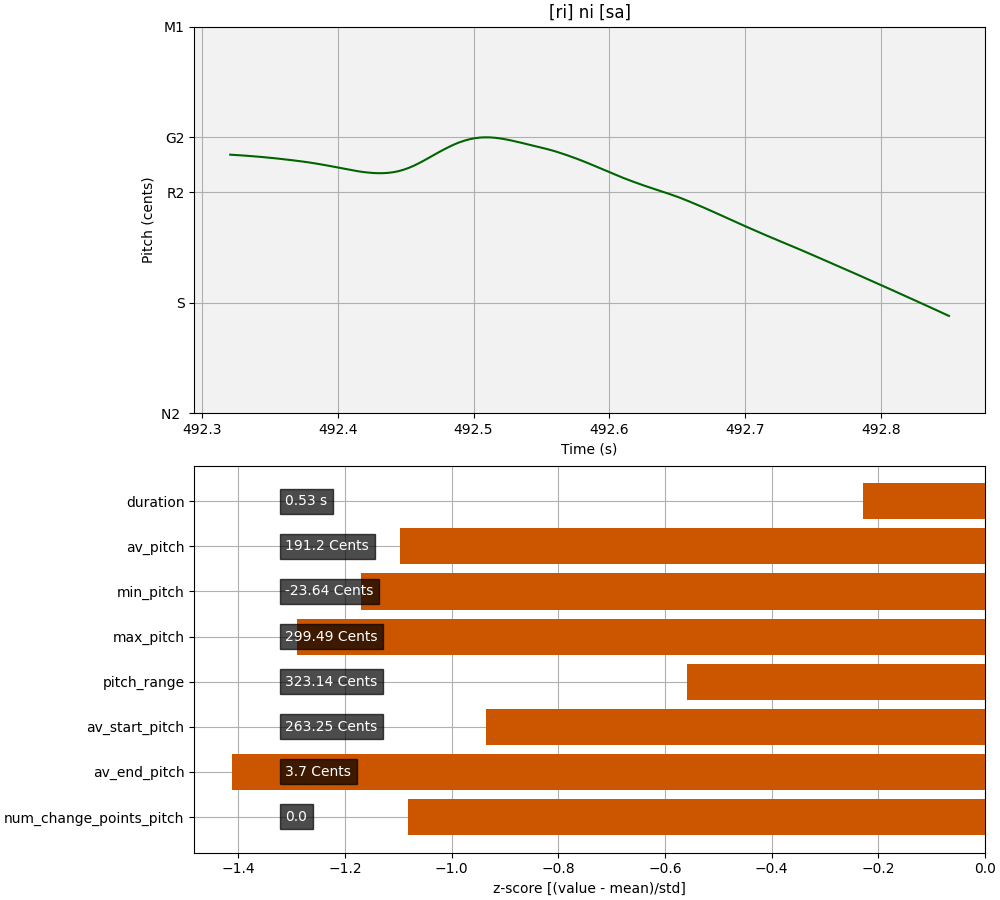 [ri] ni [sa]
M1
G2
R2
S
N2
Pitch (cents)
492.3 492.4 492.5 492.6 492.7 492.8
Time (s)
duration 0.53 s
av_pitch 191.2 Cents
min_pitch -23.64 Cents
max_pitch 299.49 Cents
pitch_range 323.14 Cents
av_start_pitch 263.25 Cents
av_end_pitch 3.7 Cents
num_change_points_pitch 0.0
−1.4 −1.2 −1.0 −0.8 −0.6 −0.4 −0.2 0.0
z-score [(value - mean)/std]